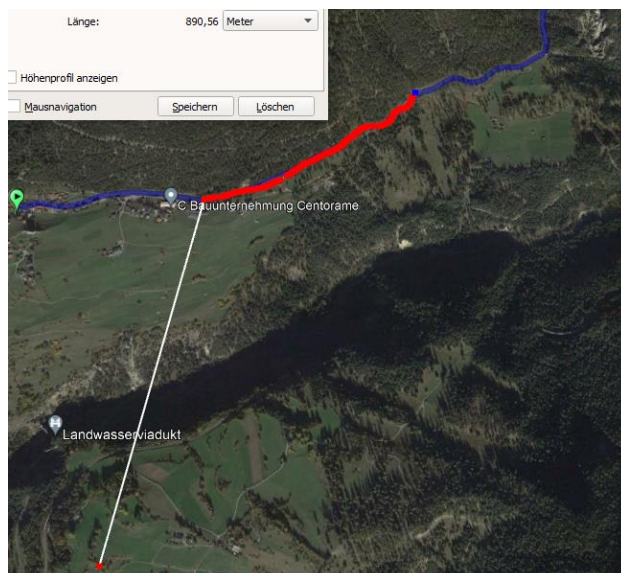 Länge: 890,56 Meter
Höhenprofil anzeigen
Mausnavigation Speichern Löschen
C Bauunternehmung Centorame
Landwasserviadukt